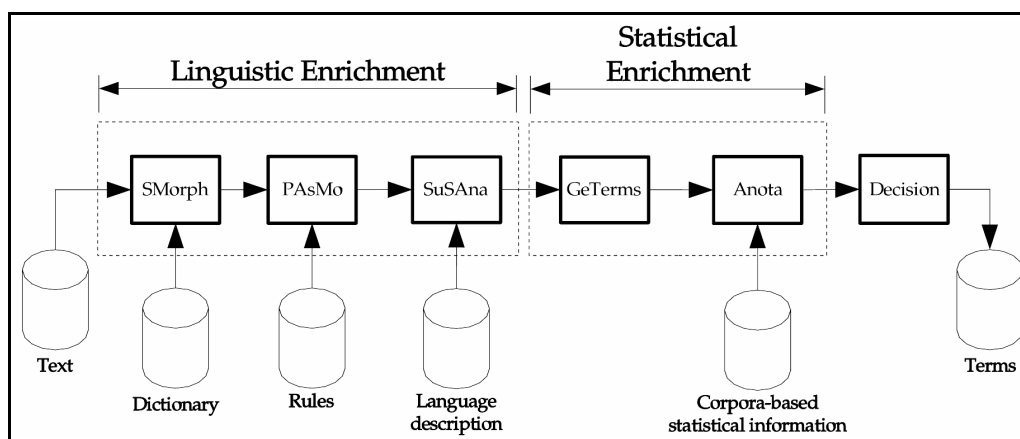 Linguistic Enrichment
Statistical
Enrichment
SMorph
PAsMo
SuSAna
GeTerms
Anota
Decision
Text
Dictionary
Rules
Language
description
Corpora-based
statistical information
Terms